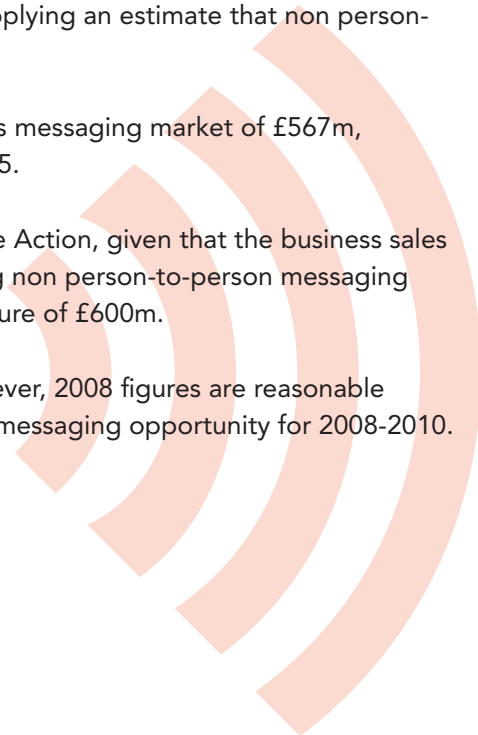 plying an estimate that non person-
s messaging market of £567m,
5.
e Action, given that the business sales
g non person-to-person messaging
ure of £600m.
ever, 2008 figures are reasonable
messaging opportunity for 2008-2010.